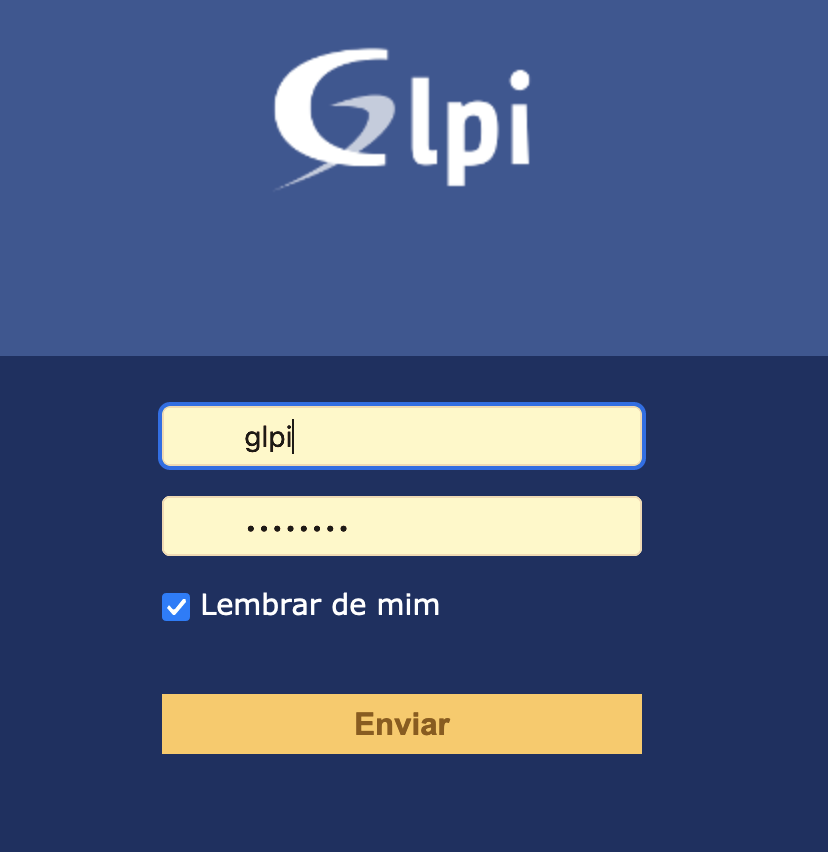 Glpi
glpi
••••••••
Lembrar de mim
Enviar